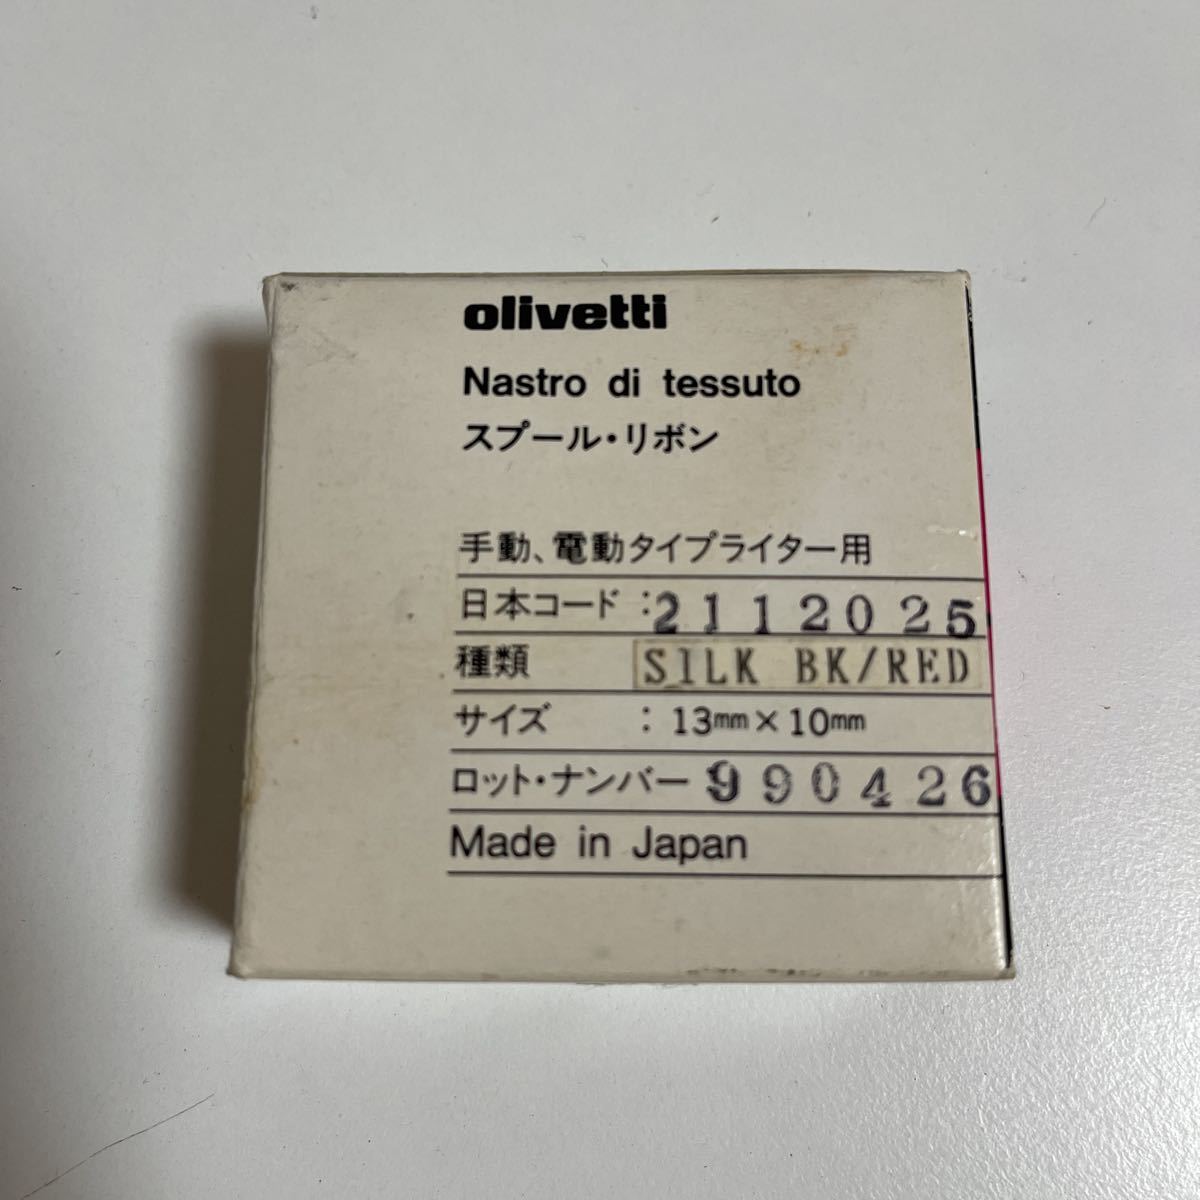 olivetti
Nastro di tessuto
スプール・リボン
手動、電動タイプライター用
日本コード:2112025
種類 SILK BK/RED
サイズ :13mm×10mm
ロット・ナンバー 990426
Made in Japan